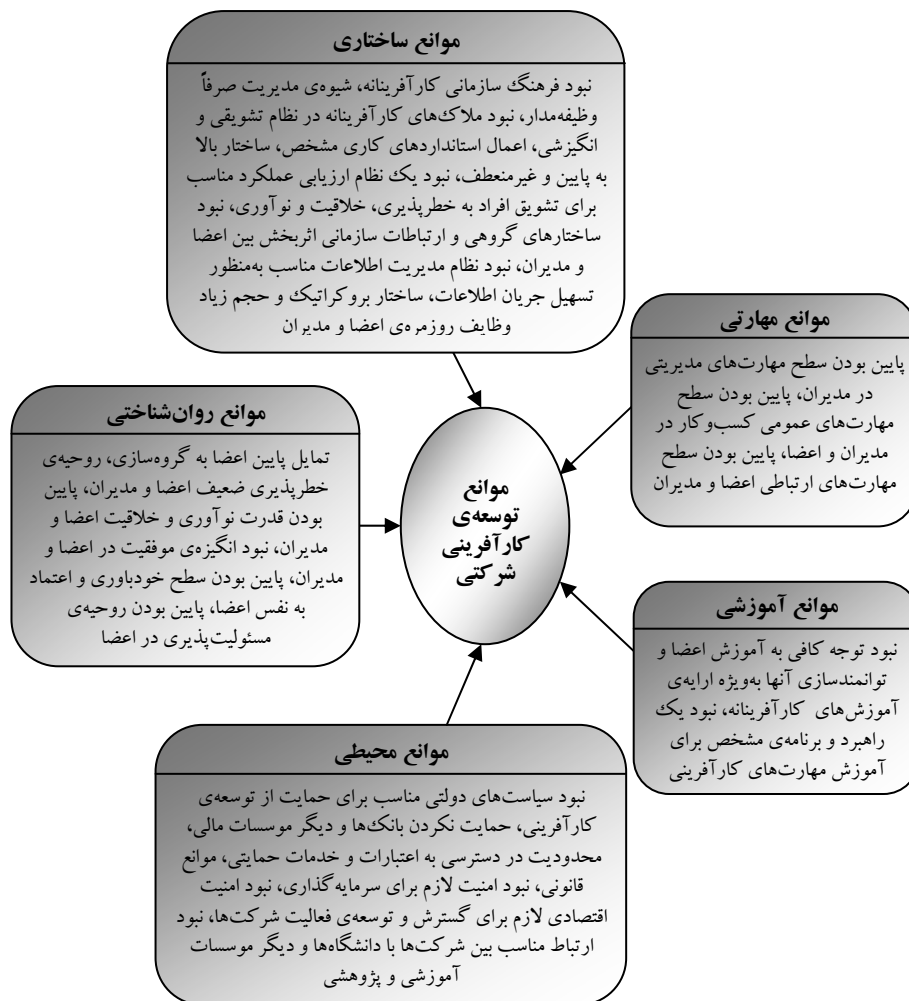 موانع ساختاری
نبود فرهنگ سازمانی کارآفرینانه، شیوه‌ی مدیریت صرفاً
وظیفه‌مدار، نبود ملاک‌های کارآفرینانه در نظام تشویقی و
انگیزشی، اعمال استانداردهای کاری مشخص، ساختار بالا
به پایین و غیرمنعطف، نبود یک نظام ارزیابی عملکرد مناسب
برای تشویق افراد به خطرپذیری، خلاقیت و نوآوری، نبود
ساختارهای گروهی و ارتباطات سازمانی اثربخش بین اعضا
و مدیران، نبود نظام مدیریت اطلاعات مناسب به‌منظور
تسهیل جریان اطلاعات، ساختار بروکراتیک و حجم زیاد
وظایف روزمره‌ی اعضا و مدیران
موانع مهارتی
پایین بودن سطح مهارت‌های مدیریتی
در مدیران، پایین بودن سطح
مهارت‌های عمومی کسب‌وکار در
مدیران و اعضا، پایین بودن سطح
مهارت‌های ارتباطی اعضا و مدیران
موانع روان‌شناختی
تمایل پایین اعضا به گروه‌سازی، روحیه‌ی
خطرپذیری ضعیف اعضا و مدیران، پایین
بودن قدرت نوآوری و خلاقیت اعضا و
مدیران، نبود انگیزه‌ی موفقیت در اعضا و
مدیران، پایین بودن سطح خودباوری و اعتماد
به نفس اعضا، پایین بودن روحیه‌ی
مسئولیت‌پذیری در اعضا
موانع
توسعه‌ی
کارآفرینی
شرکتی
موانع آموزشی
نبود توجه کافی به آموزش اعضا و
توانمندسازی آنها به‌ویژه ارایه‌ی
آموزش‌های کارآفرینانه، نبود یک
راهبرد و برنامه‌ی مشخص برای
آموزش مهارت‌های کارآفرینی
موانع محیطی
نبود سیاست‌های دولتی مناسب برای حمایت از توسعه‌ی
کارآفرینی، حمایت نکردن بانک‌ها و دیگر موسسات مالی،
محدودیت در دسترسی به اعتبارات و خدمات حمایتی، موانع
قانونی، نبود امنیت لازم برای سرمایه‌گذاری، نبود امنیت
اقتصادی لازم برای گسترش و توسعه‌ی فعالیت شرکت‌ها، نبود
ارتباط مناسب بین شرکت‌ها با دانشگاه‌ها و دیگر موسسات
آموزشی و پژوهشی